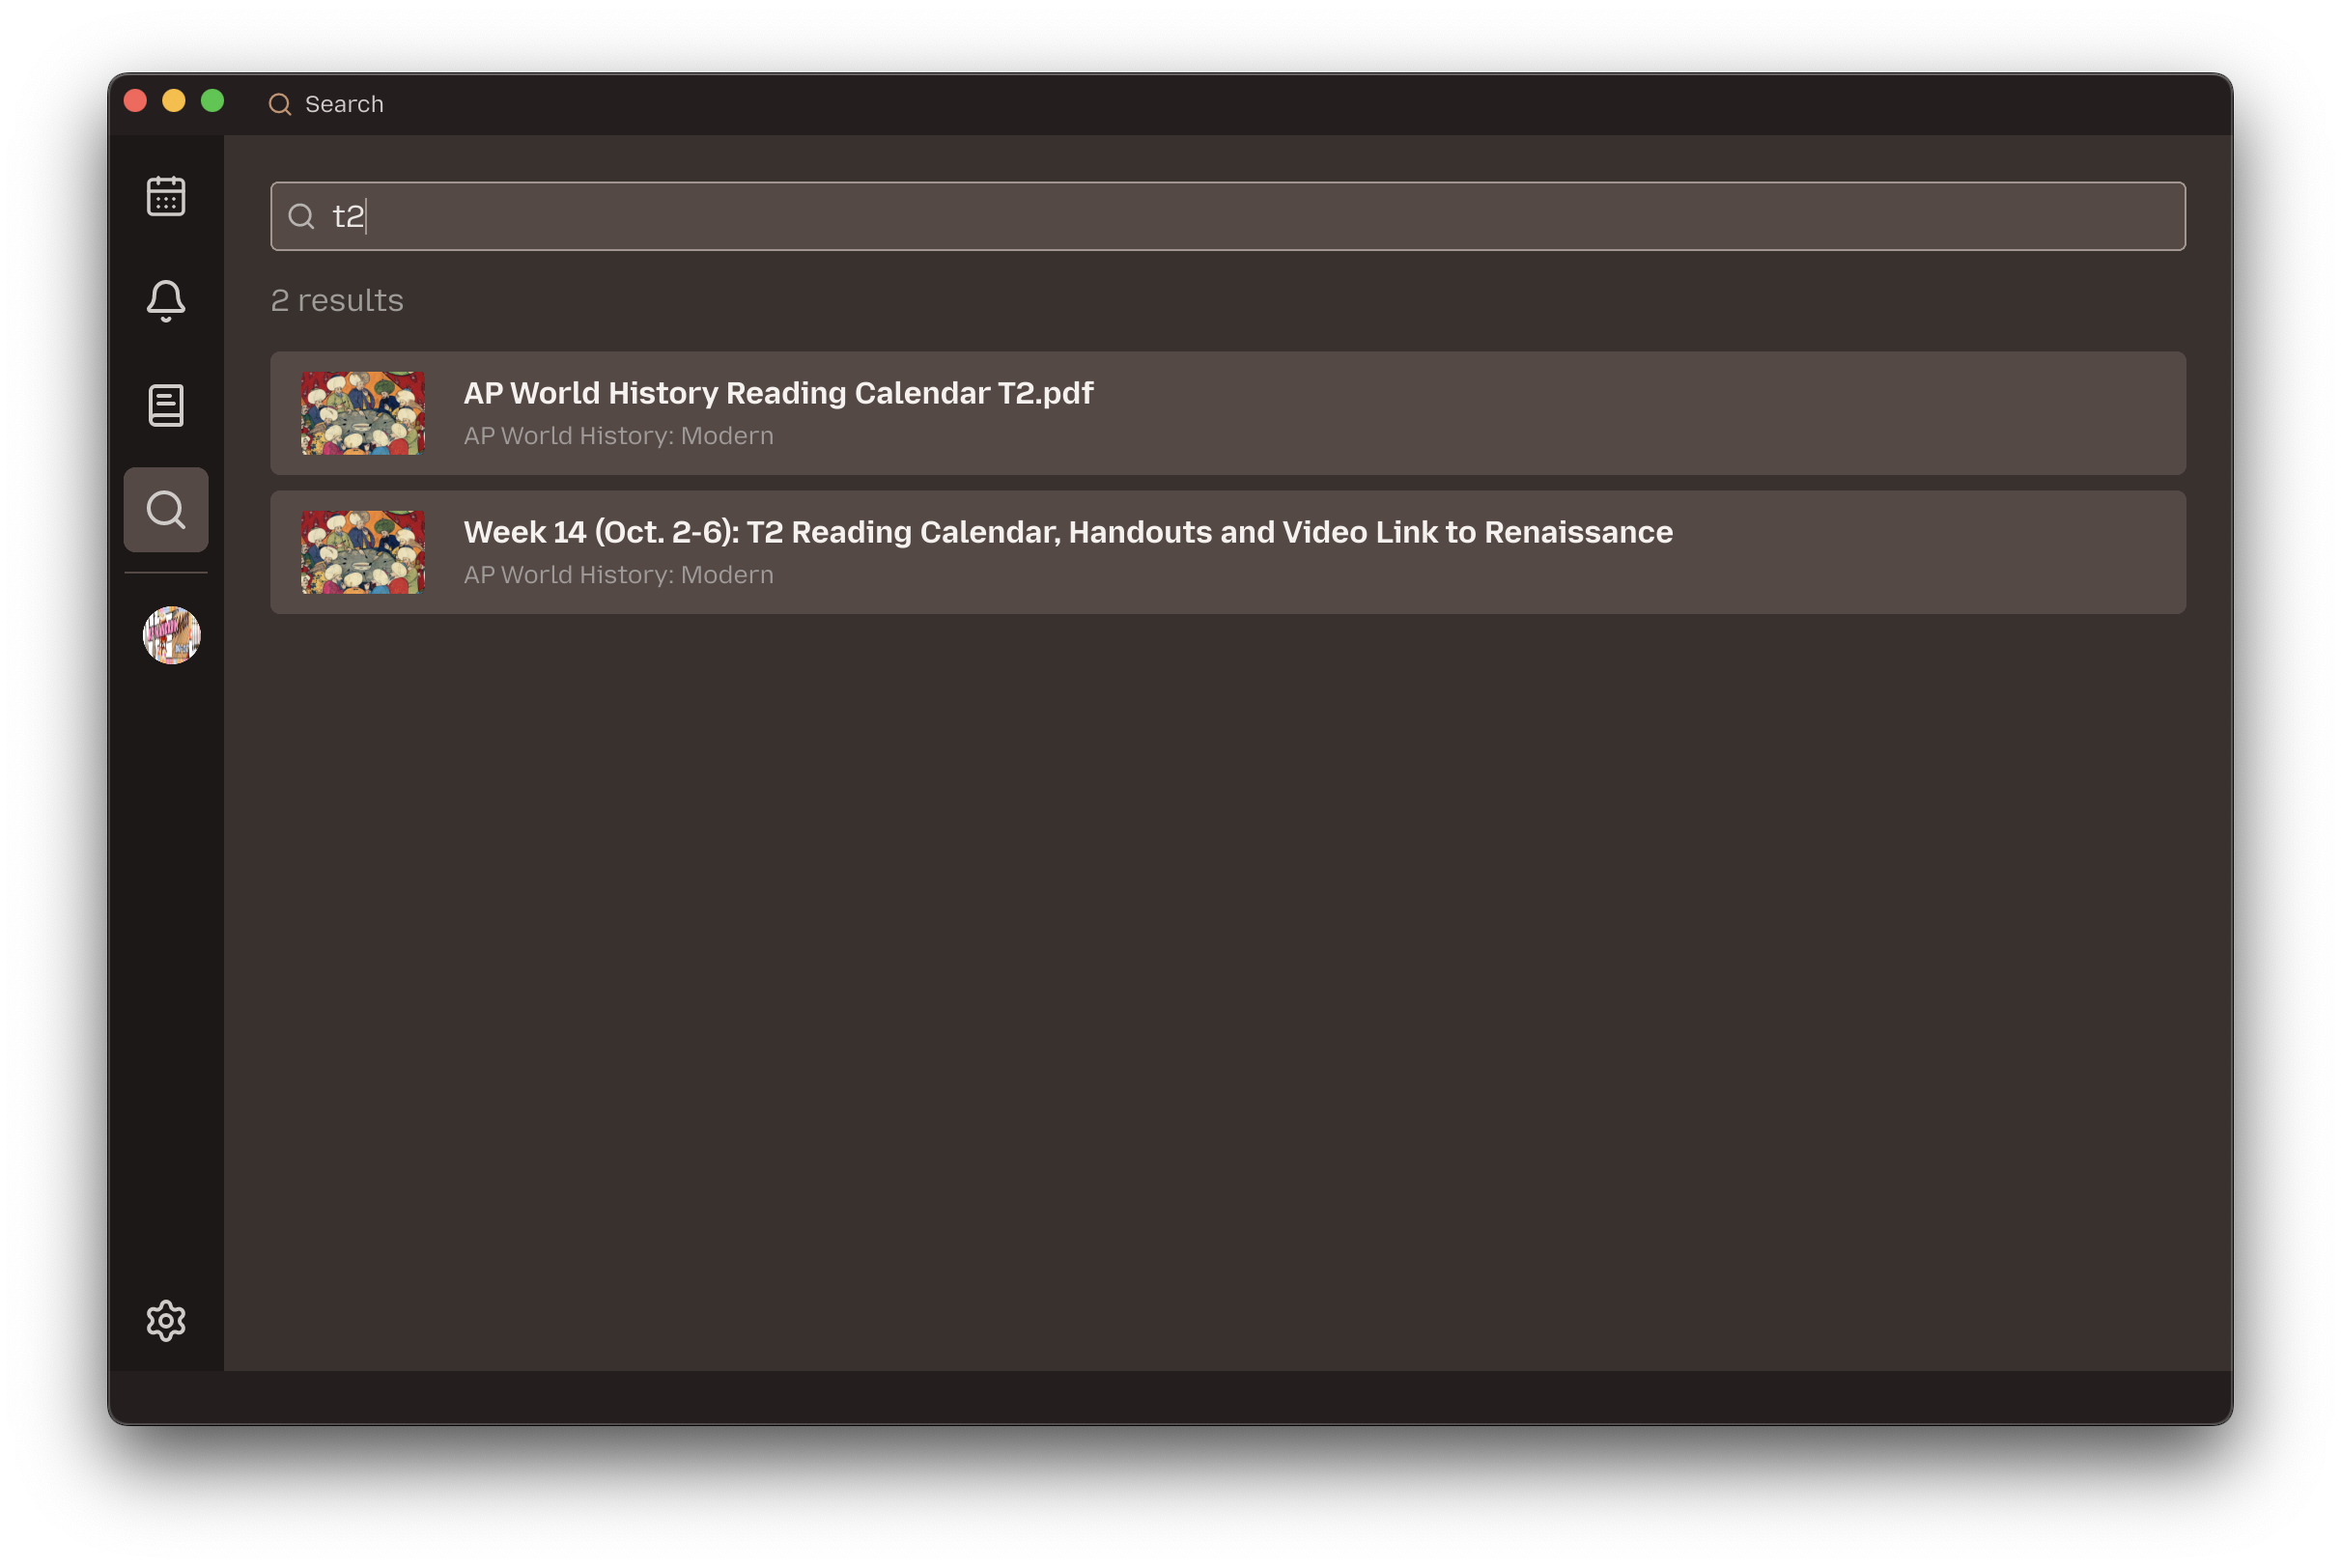 Search
t2
2 results
AP World History Reading Calendar T2.pdf
AP World History: Modern
Week 14 (Oct. 2-6): T2 Reading Calendar, Handouts and Video Link to Renaissance
AP World History: Modern